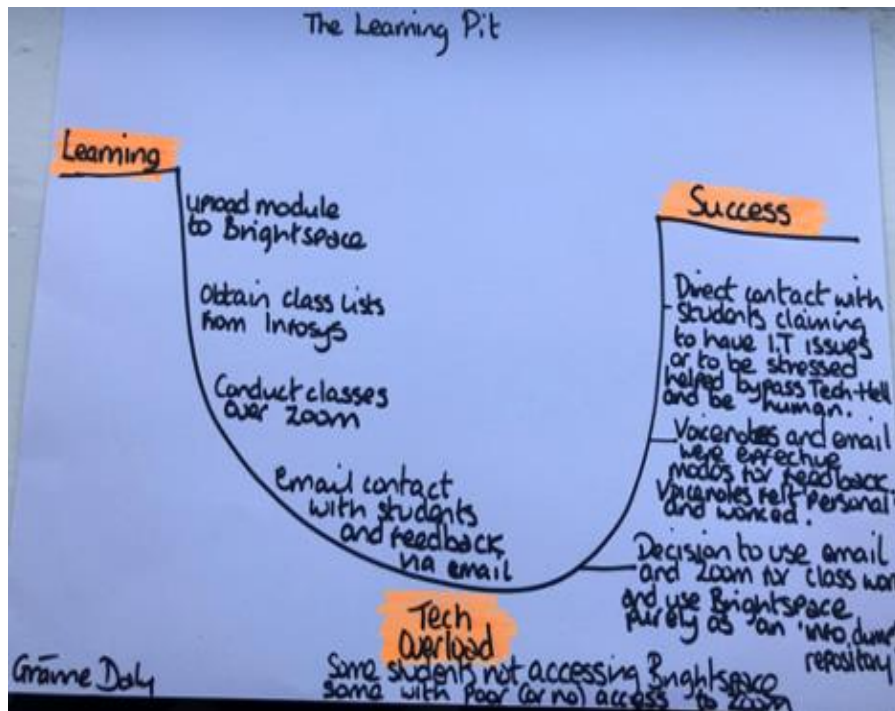 The Learning Pit
Learning
upload module
to Brightspace
Obtain class lists
from Infosys
Conduct classes
over Zoom
Email contact
with students
and feedback
via email
Tech
Overload
Some students not accessing Brightspace
some with poor (or no) access to Zoom
Success
Direct contact with
students claiming
to have I.T issues
or to be stressed
helped bypass Tech-Hell
and be 'human.
Voicenotes and email
were effective
modes for feedback.
Voicenotes felt 'personal'
and worked.
Decision to use email
and Zoom for class wor
and use Brightspace
purely as an 'info dump
repository
Gráinne Daly